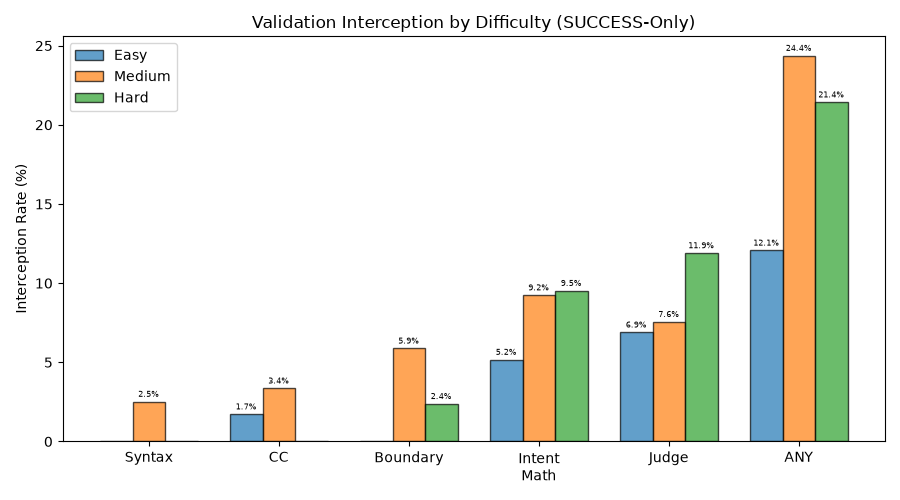 Validation Interception by Difficulty (SUCCESS-Only)
Easy
Medium
Hard
Interception Rate (%)
25
20
15
10
5
0
2.5%
1.7%
3.4%
5.9%
2.4%
5.2%
9.2%
9.5%
6.9%
7.6%
11.9%
12.1%
24.4%
21.4%
Syntax
CC
Boundary
Intent
Math
Judge
ANY